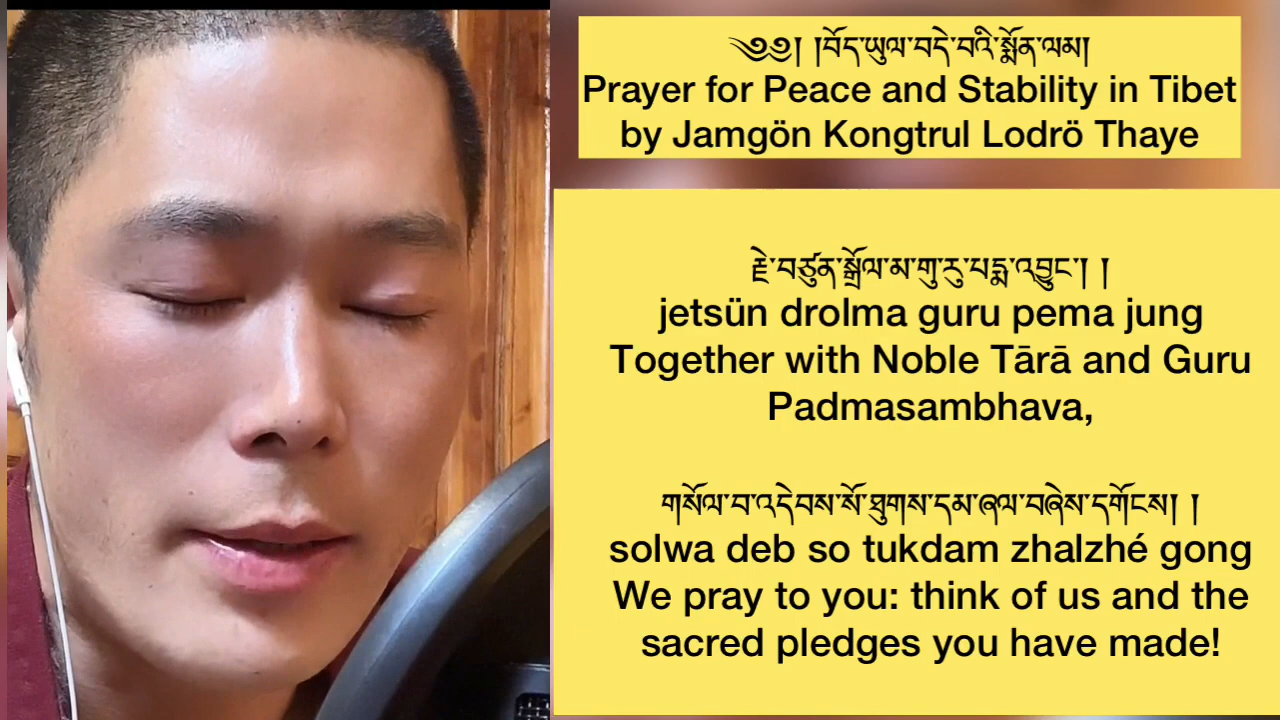 ༄༅། །བོད་ཡུལ་བདེ་བའི་སྨོན་ལམ།
Prayer for Peace and Stability in Tibet
by Jamgön Kongtrul Lodrö Thaye
རྗེ་བཙུན་སྒྲོལ་མ་གུ་རུ་པདྨ་འབྱུང་། །
jetsün drolma guru pema jung
Together with Noble Tārā and Guru
Padmasambhava,
གསོལ་བ་འདེབས་སོ་ཐུགས་དམ་ཞལ་བཞེས་དགོངས། །
solwa deb so tukdam zhalzhé gong
We pray to you: think of us and the
sacred pledges you have made!